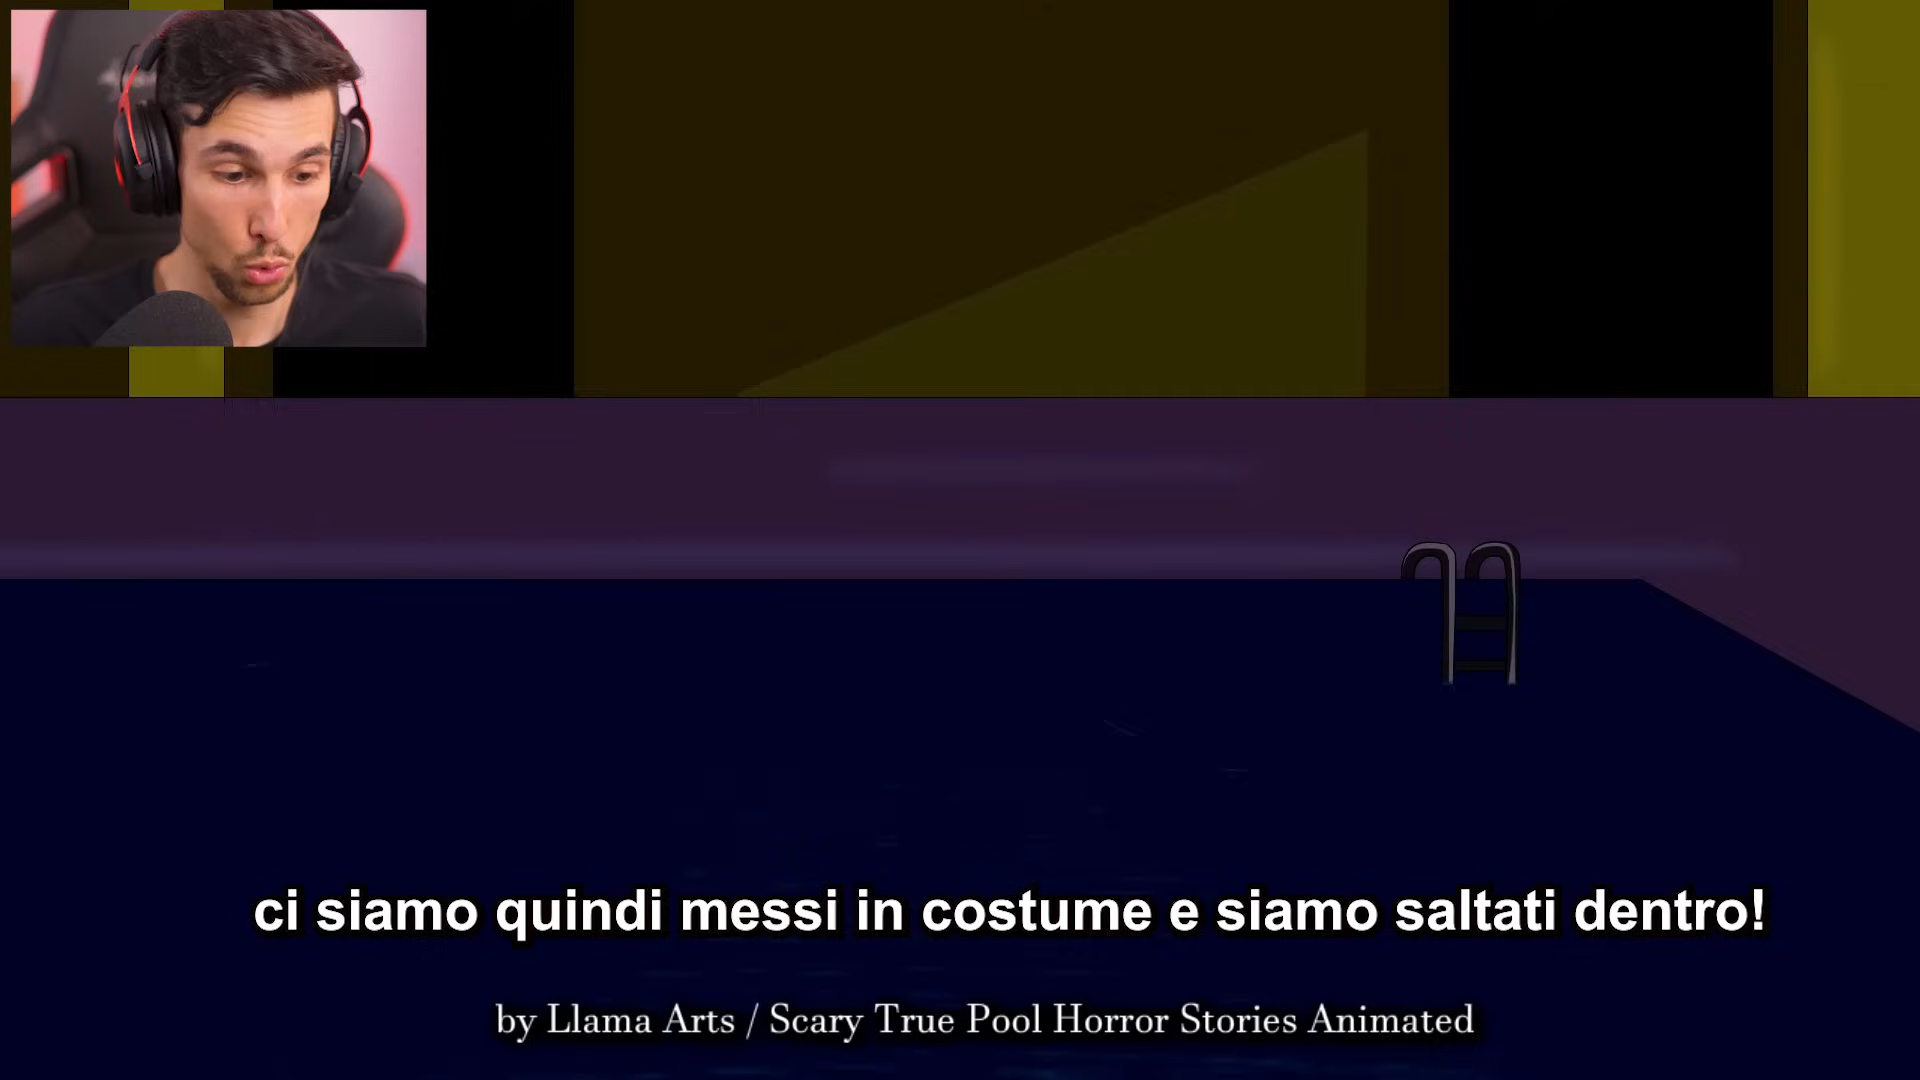 ci siamo quindi messi in costume e siamo saltati dentro!
by Llama Arts / Scary True Pool Horror Stories Animated